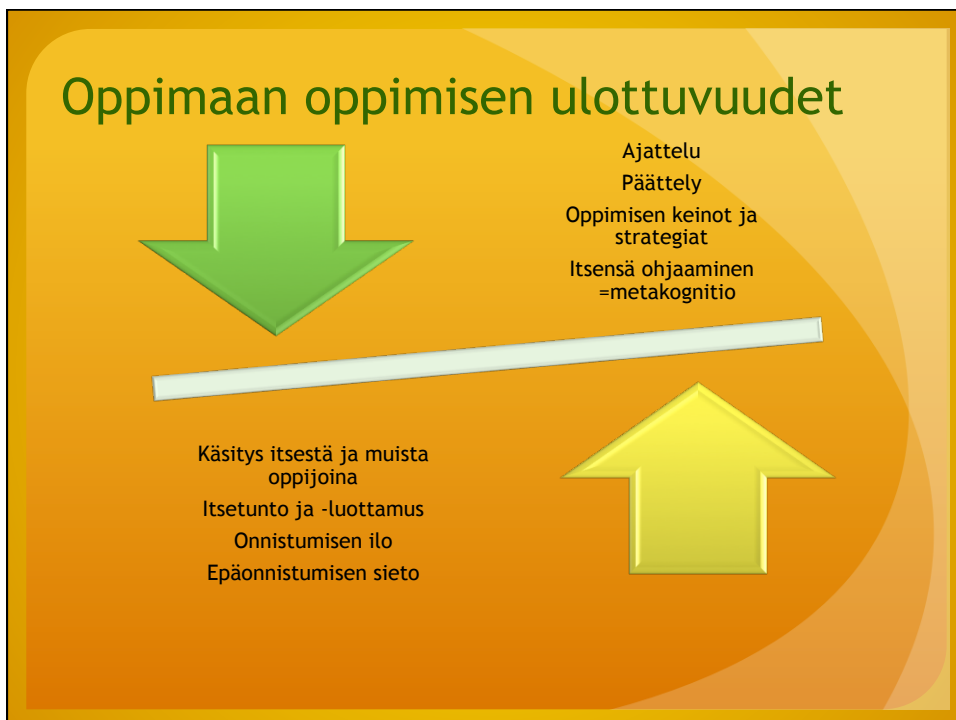 Oppimaan oppimisen ulottuvuudet
Ajattelu
Päättely
Oppimisen keinot ja
strategiat
Itsensä ohjaaminen
=metakognitio
Käsitys itsestä ja muista
oppijoina
Itsetunto ja -luottamus
Onnistumisen ilo
Epäonnistumisen sieto